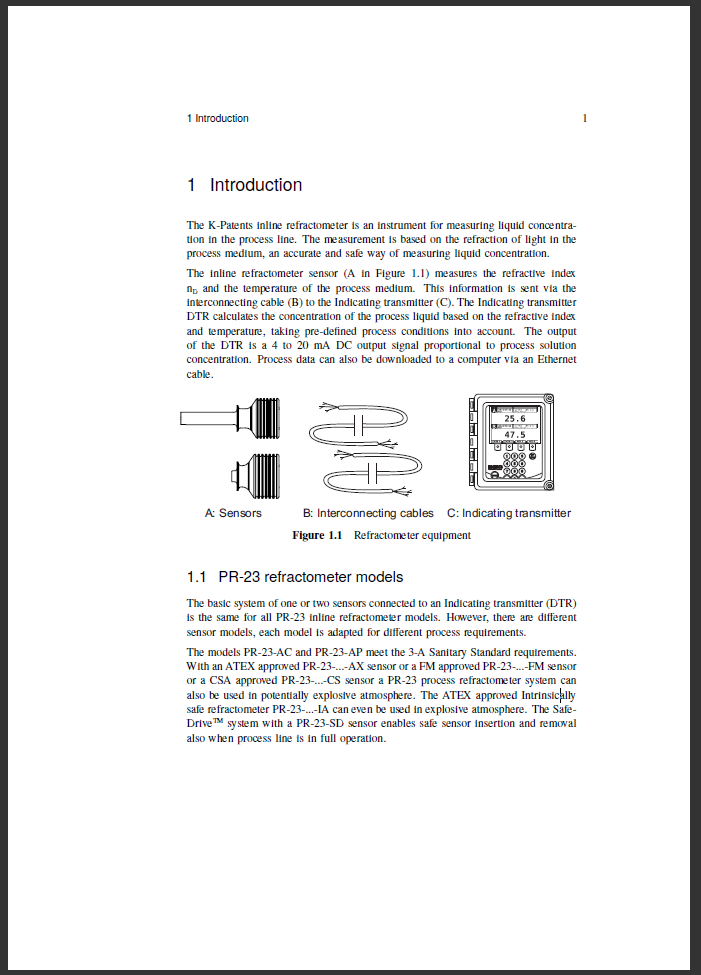 1 Introduction 1
1 Introduction
The K-Patents inline refractometer is an instrument for measuring liquid concentra-
tion in the process line. The measurement is based on the refraction of light in the
process medium, an accurate and safe way of measuring liquid concentration.
The inline refractometer sensor (A in Figure 1.1) measures the refractive index
nD and the temperature of the process medium. This information is sent via the
interconnecting cable (B) to the Indicating transmitter (C). The Indicating transmitter
DTR calculates the concentration of the process liquid based on the refractive index
and temperature, taking pre-defined process conditions into account. The output
of the DTR is a 4 to 20 mA DC output signal proportional to process solution
concentration. Process data can also be downloaded to a computer via an Ethernet
cable.
25.6
47.5
A: Sensors B: Interconnecting cables C: Indicating transmitter
Figure 1.1 Refractometer equipment
1.1 PR-23 refractometer models
The basic system of one or two sensors connected to an Indicating transmitter (DTR)
is the same for all PR-23 inline refractometer models. However, there are different
sensor models, each model is adapted for different process requirements.
The models PR-23-AC and PR-23-AP meet the 3-A Sanitary Standard requirements.
With an ATEX approved PR-23-...-AX sensor or a FM approved PR-23-...-FM sensor
or a CSA approved PR-23-...-CS sensor a PR-23 process refractometer system can
also be used in potentially explosive atmosphere. The ATEX approved Intrinsically
safe refractometer PR-23-...-IA can even be used in explosive atmosphere. The Safe-
Drive™ system with a PR-23-SD sensor enables safe sensor insertion and removal
also when process line is in full operation.